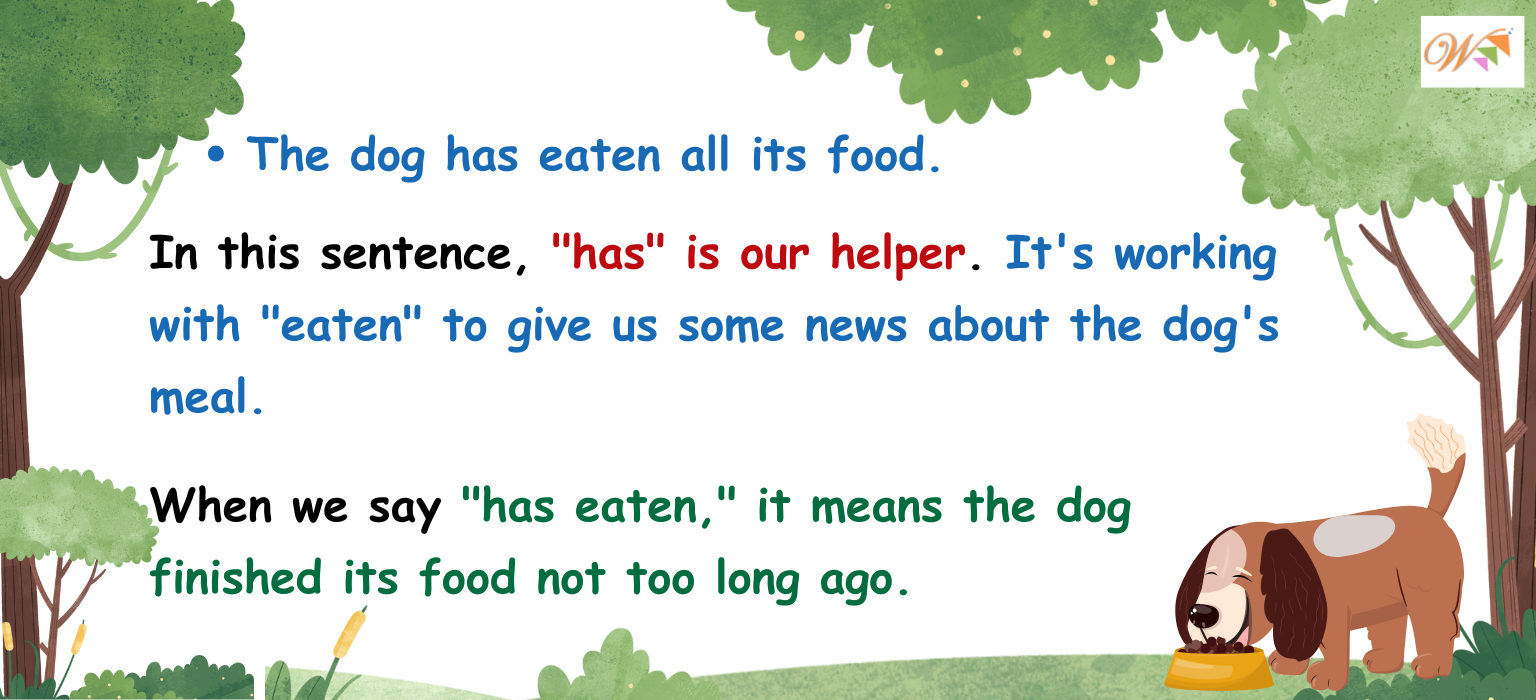 • The dog has eaten all its food.
In this sentence, "has" is our helper. It's working
with "eaten" to give us some news about the dog's
meal.
When we say "has eaten," it means the dog
finished its food not too long ago.
W